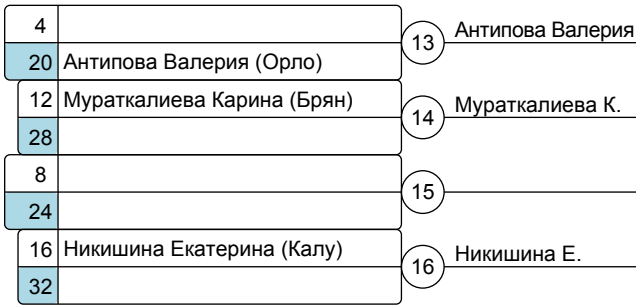 4
13 Антипова Валерия
20 Антипова Валерия (Орло)
12 Мураткалиева Карина (Брян)
14 Мураткалиева К.
28
8
15
24
16 Никишина Екатерина (Калу)
16 Никишина Е.
32